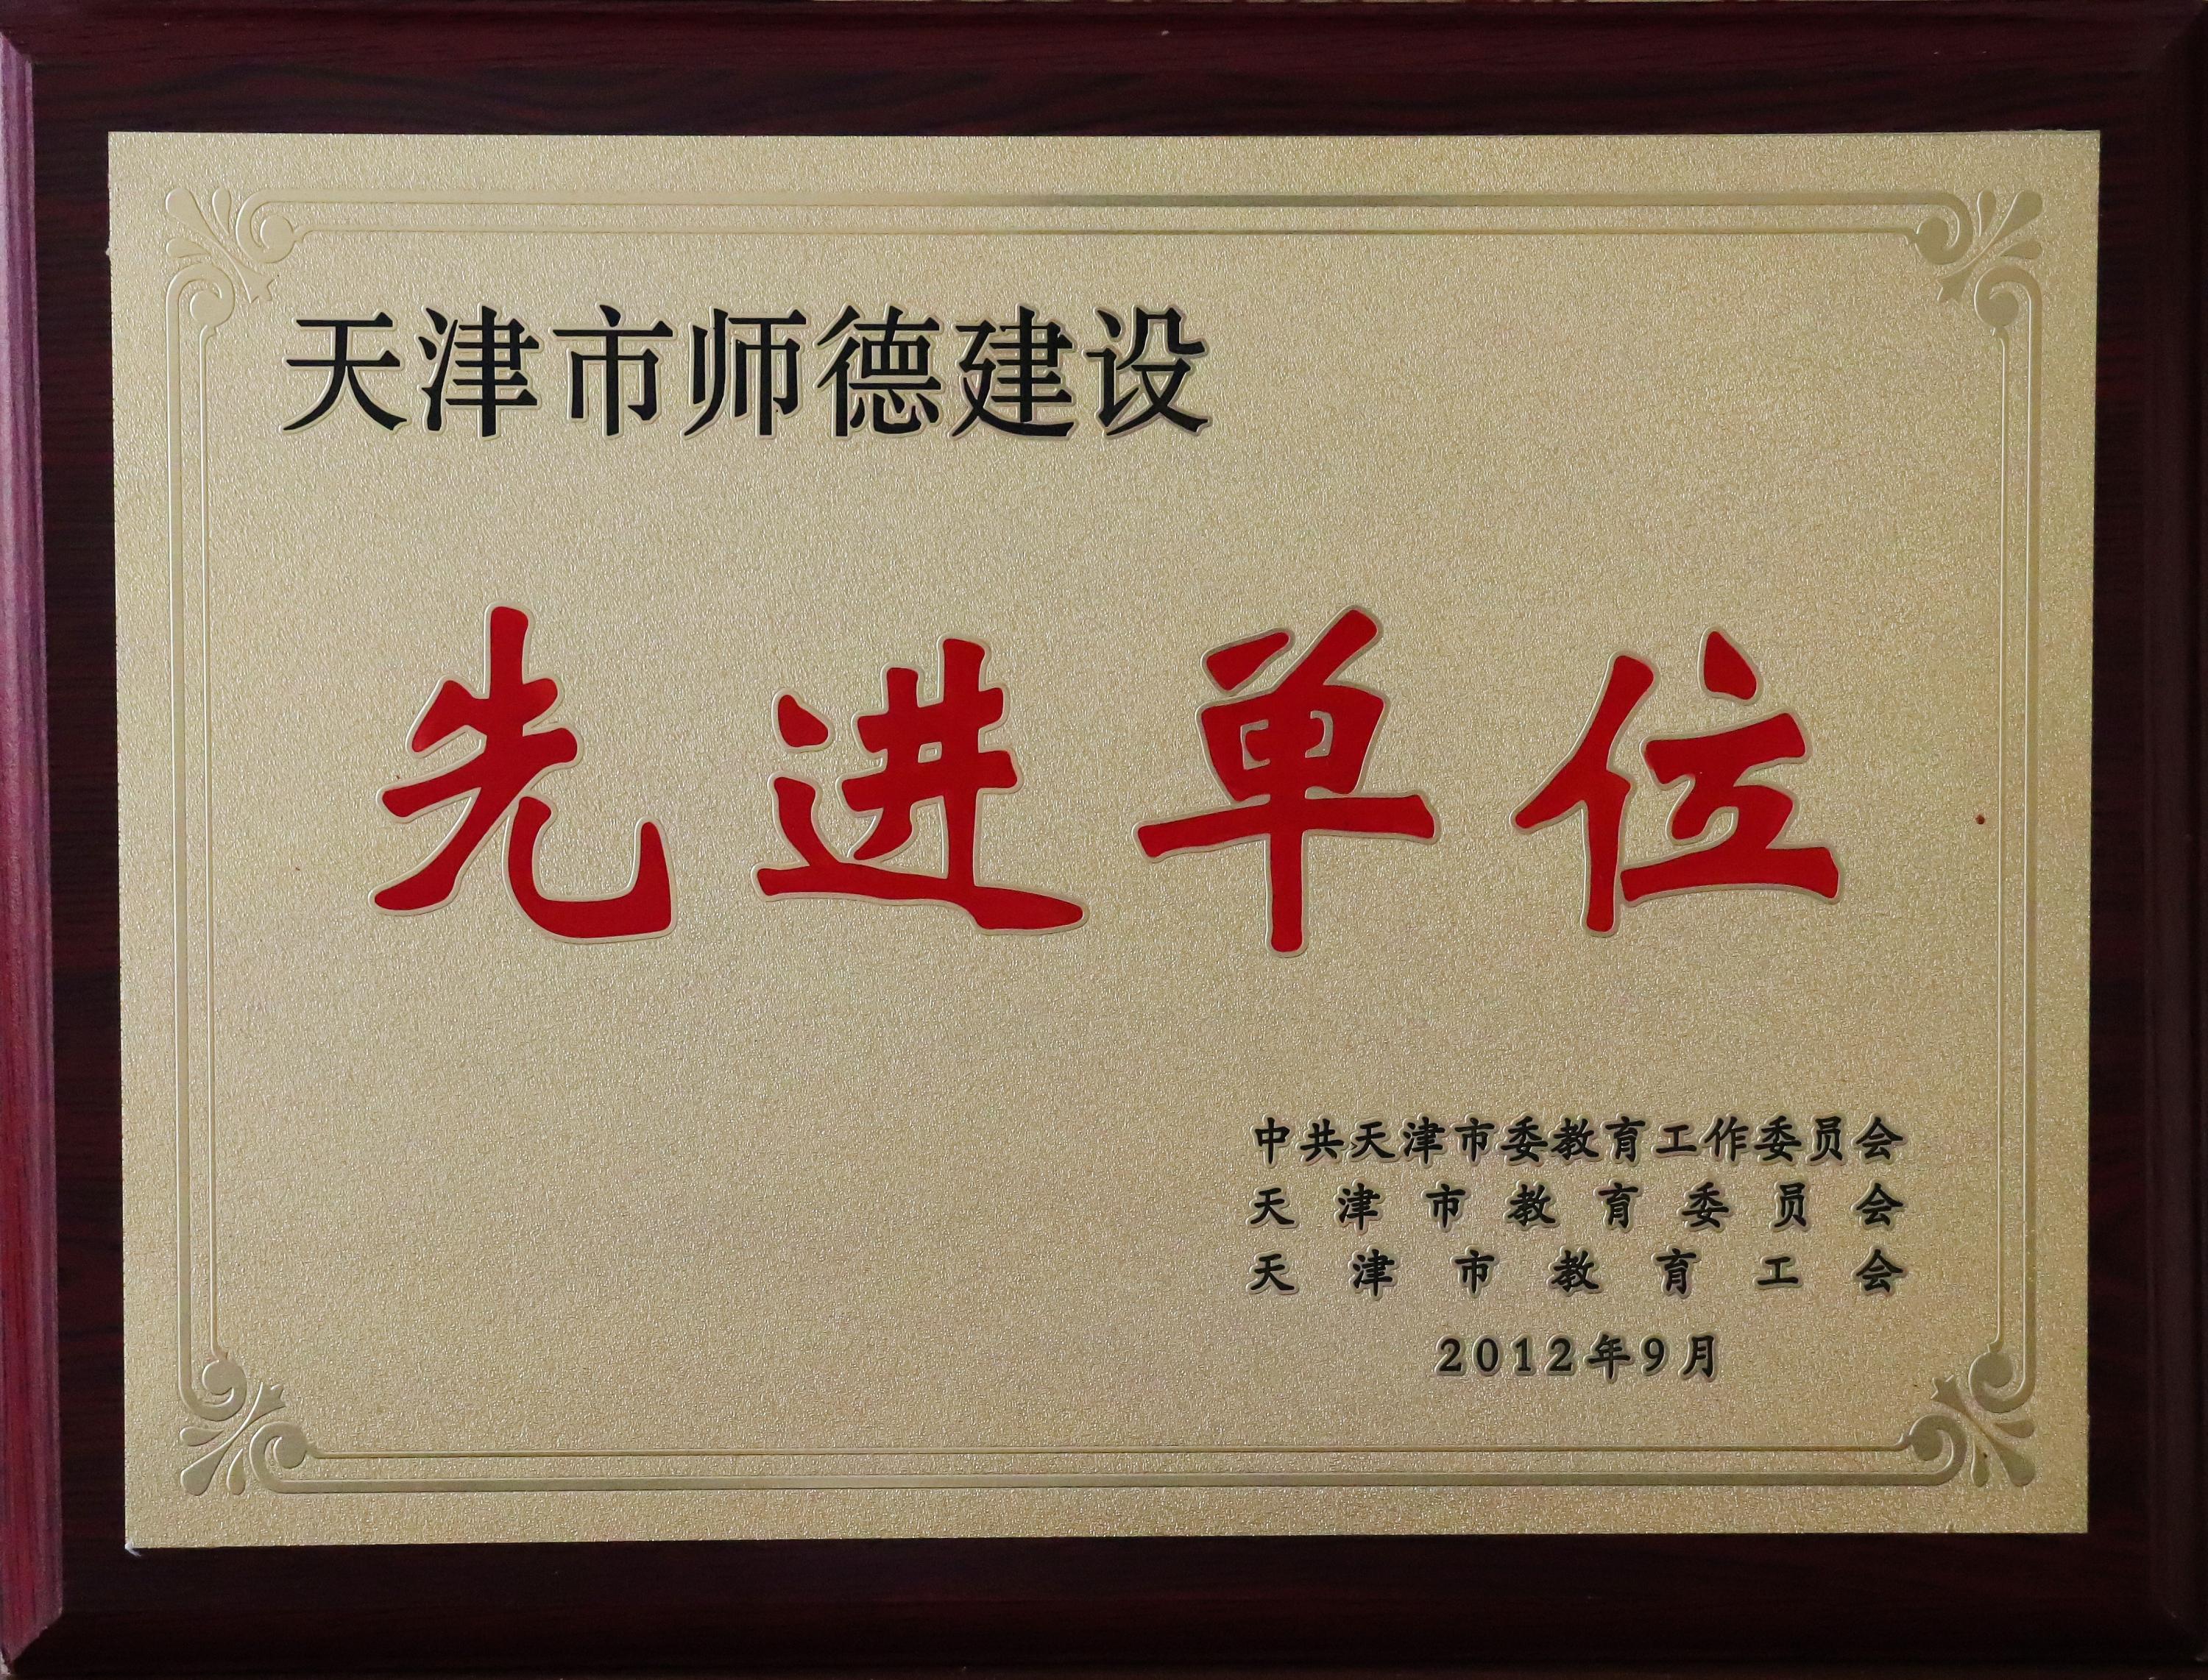 天津市师德建设
先进单位
中共天津市委教育工作委员会
天津市教育委员会
天津市教育工会
2012年9月